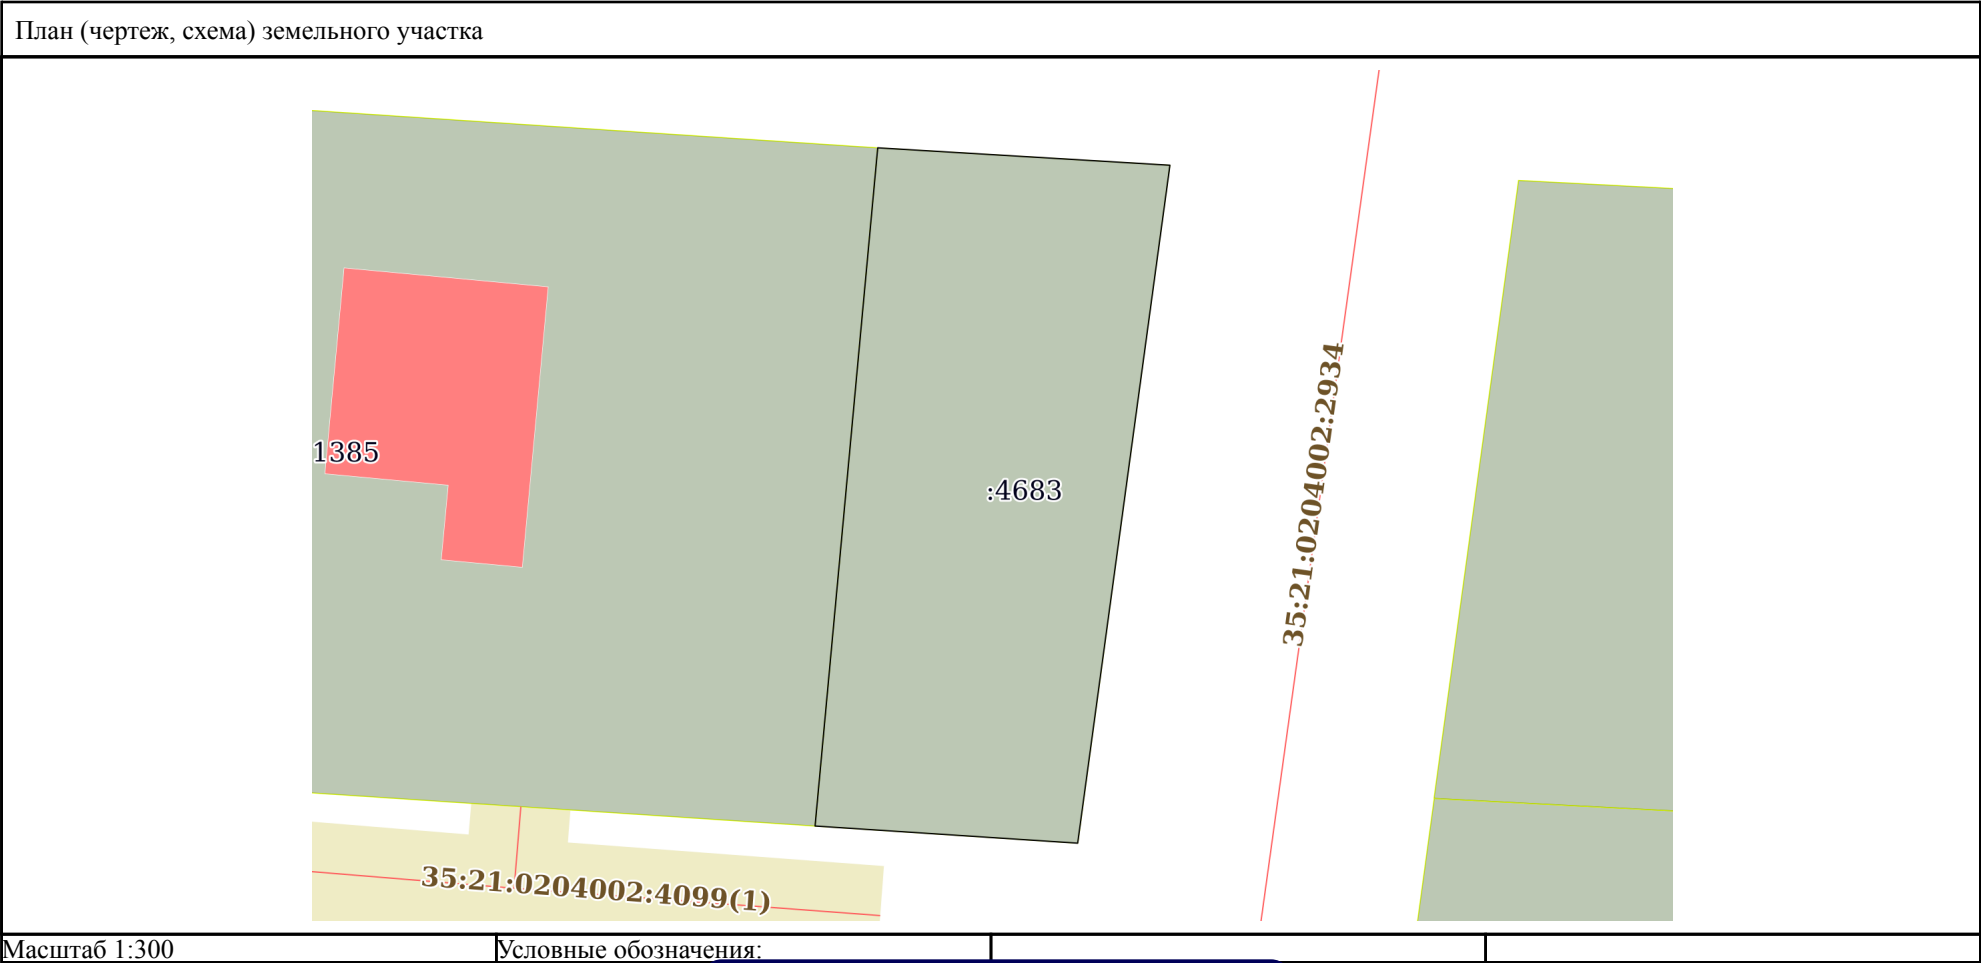 План (чертеж, схема) земельного участка
35:21:0204002:2934
1385
:4683
35:21:0204002:4099(1)
Масштаб 1:300
Условные обозначения: